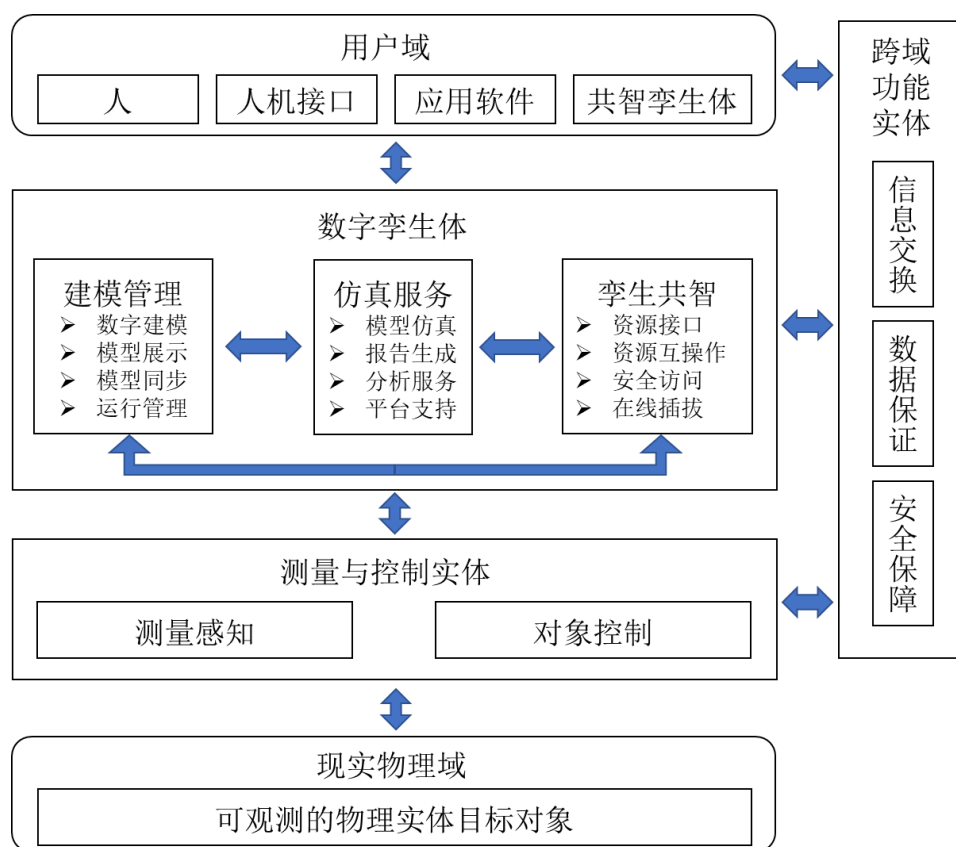 用户域
人
人机接口
应用软件
共智孪生体
数字孪生体
建模管理
数字建模
模型展示
模型同步
运行管理
仿真服务
模型仿真
报告生成
分析服务
平台支持
孪生共智
资源接口
资源互操作
安全访问
在线插拔
测量与控制实体
测量感知
对象控制
现实物理域
可观测的物理实体目标对象
跨域
功能
实体
信息交换
数据保证
安全保障